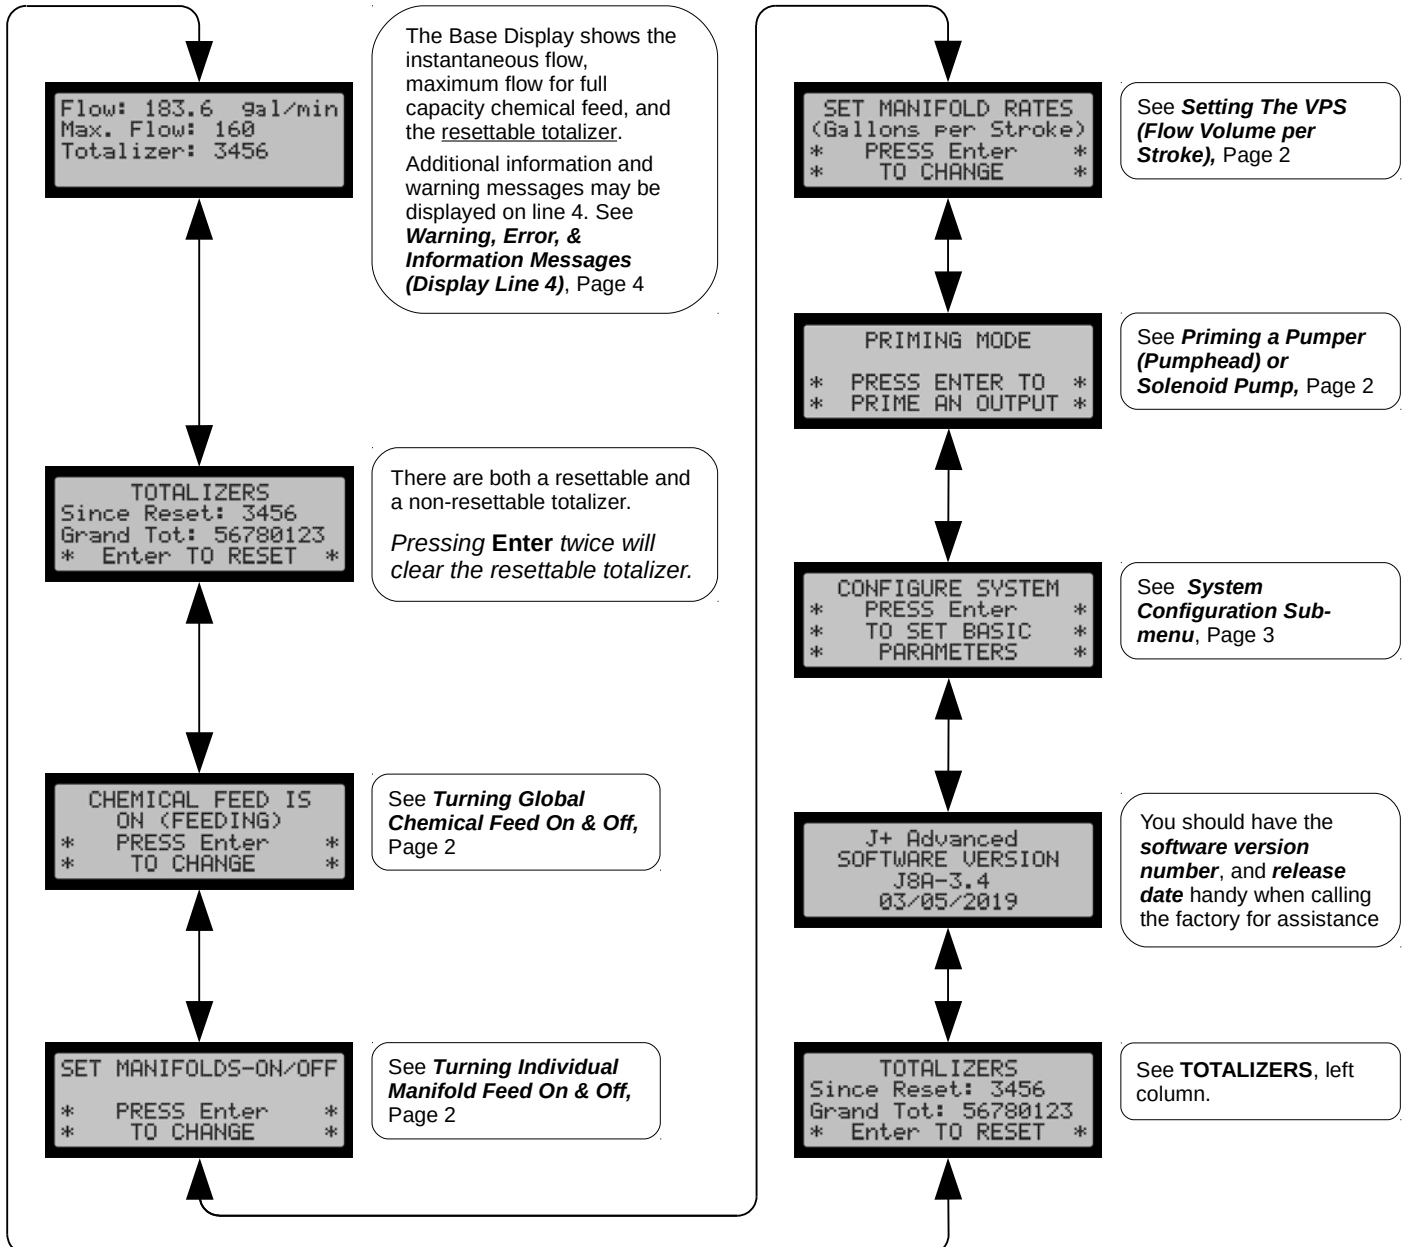 Flow: 183.6 gal/min
Max. Flow: 160
Totalizer: 3456
The Base Display shows the
instantaneous flow,
maximum flow for full
capacity chemical feed, and
the resettable totalizer.
Additional information and
warning messages may be
displayed on line 4. See
Warning, Error, &
Information Messages
(Display Line 4), Page 4
TOTALIZERS
Since Reset: 3456
Grand Tot: 56780123
* Enter TO RESET *
There are both a resettable and
a non-resettable totalizer.
Pressing Enter twice will
clear the resettable totalizer.
CHEMICAL FEED IS
ON (FEEDING)
* PRESS Enter *
* TO CHANGE *
See Turning Global
Chemical Feed On & Off,
Page 2
SET MANIFOLDS-ON/OFF
* PRESS Enter *
* TO CHANGE *
See Turning Individual
Manifold Feed On & Off,
Page 2
SET MANIFOLD RATES
(Gallons per Stroke)
* PRESS Enter *
* TO CHANGE *
See Setting The VPS
(Flow Volume per
Stroke), Page 2
PRIMING MODE
* PRESS ENTER TO *
* PRIME AN OUTPUT *
See Priming a Pumper
(Pumphead) or
Solenoid Pump, Page 2
CONFIGURE SYSTEM
* PRESS Enter *
* TO SET BASIC *
* PARAMETERS *
See System
Configuration Sub-
menu, Page 3
J+ Advanced
SOFTWARE VERSION
J8A-3.4
03/05/2019
You should have the
software version
number, and release
date handy when calling
the factory for assistance
TOTALIZERS
Since Reset: 3456
Grand Tot: 56780123
* Enter TO RESET *
See TOTALIZERS, left
column.